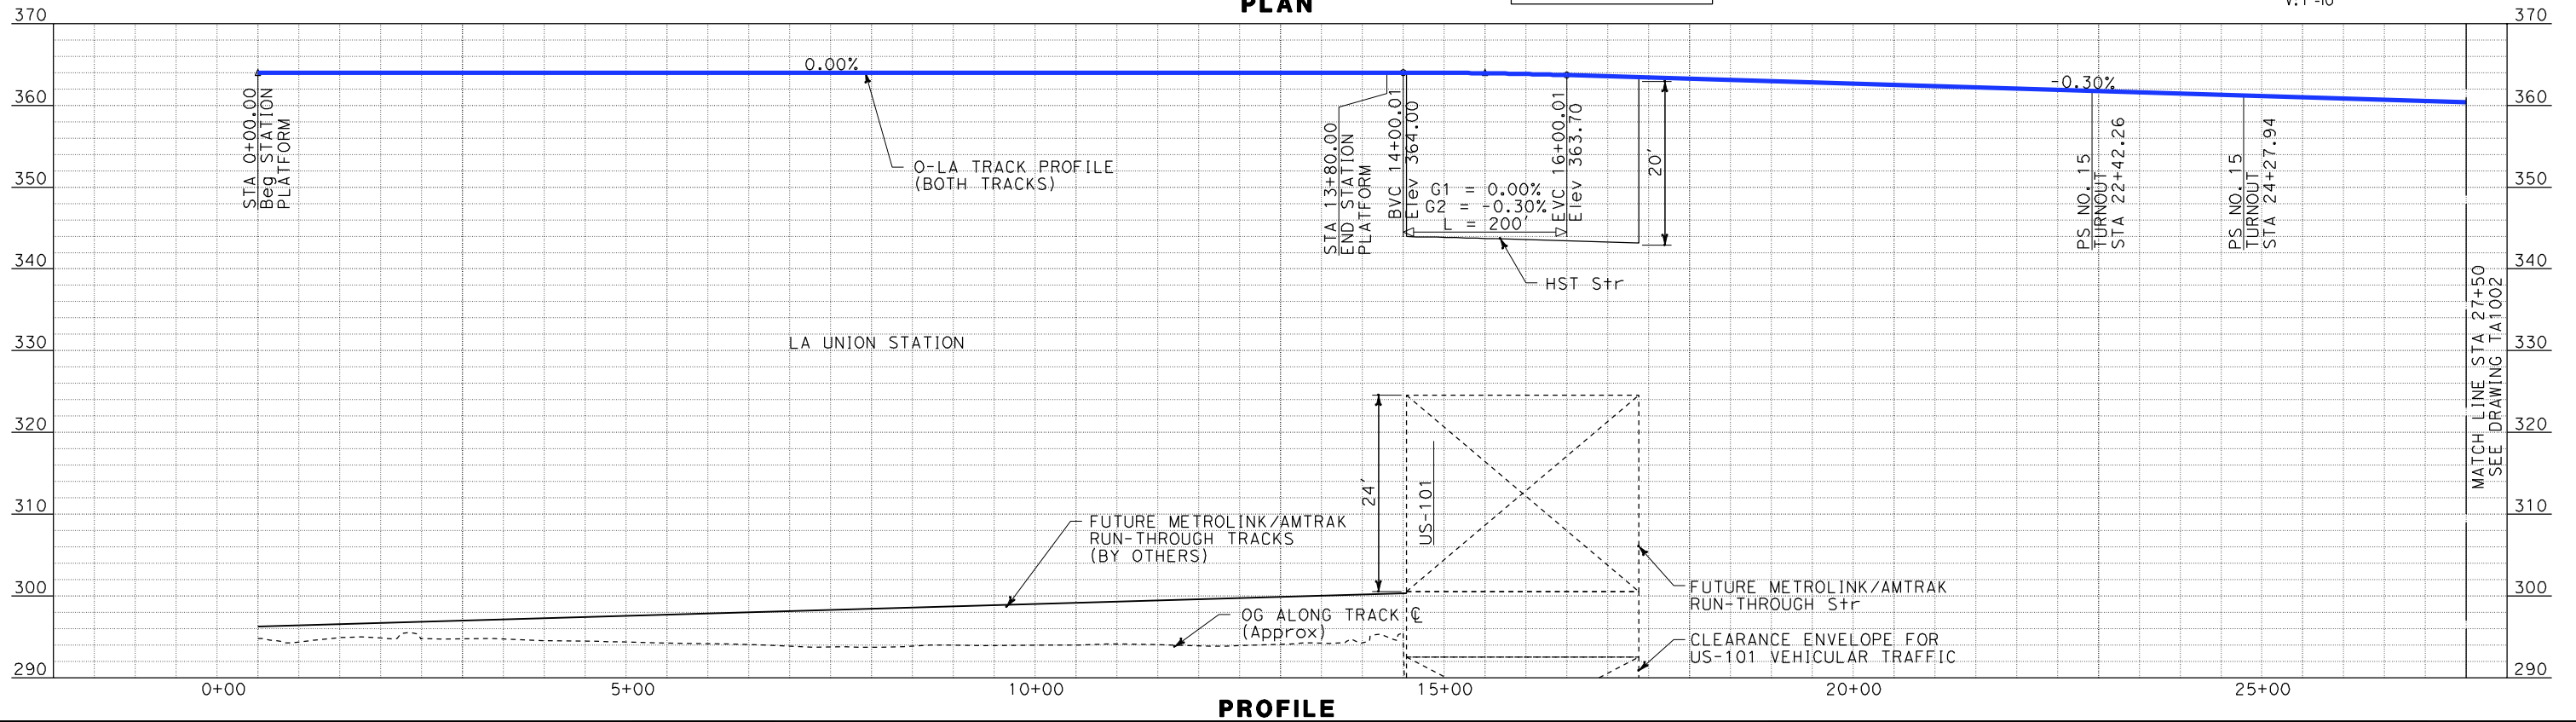 PLAN
370
360
350
340
330
320
310
300
290
0.00%
STA 0+00.00
Beg STATION
PLATFORM
O-LA TRACK PROFILE
(BOTH TRACKS)
STA 13+80.00
END STATION
PLATFORM
BVC 14+00.01
Elev 364.00
G1 = 0.00%
G2 = -0.30%
L = 200'
EVC 16+00.01
Elev 363.70
20'
HST Str
-0.30%
PS NO. 15
TURNOUT
STA 22+42.26
PS NO. 15
TURNOUT
STA 24+27.94
LA UNION STATION
24'
US-101
FUTURE METROLINK/AMTRAK
RUN-THROUGH TRACKS
(BY OTHERS)
OG ALONG TRACK ℄
(Approx)
FUTURE METROLINK/AMTRAK
RUN-THROUGH Str
CLEARANCE ENVELOPE FOR
US-101 VEHICULAR TRAFFIC
MATCH LINE STA 27+50
SEE DRAWING TA1002
370
360
350
340
330
320
310
300
290
0+00
5+00
10+00
15+00
20+00
25+00
PROFILE